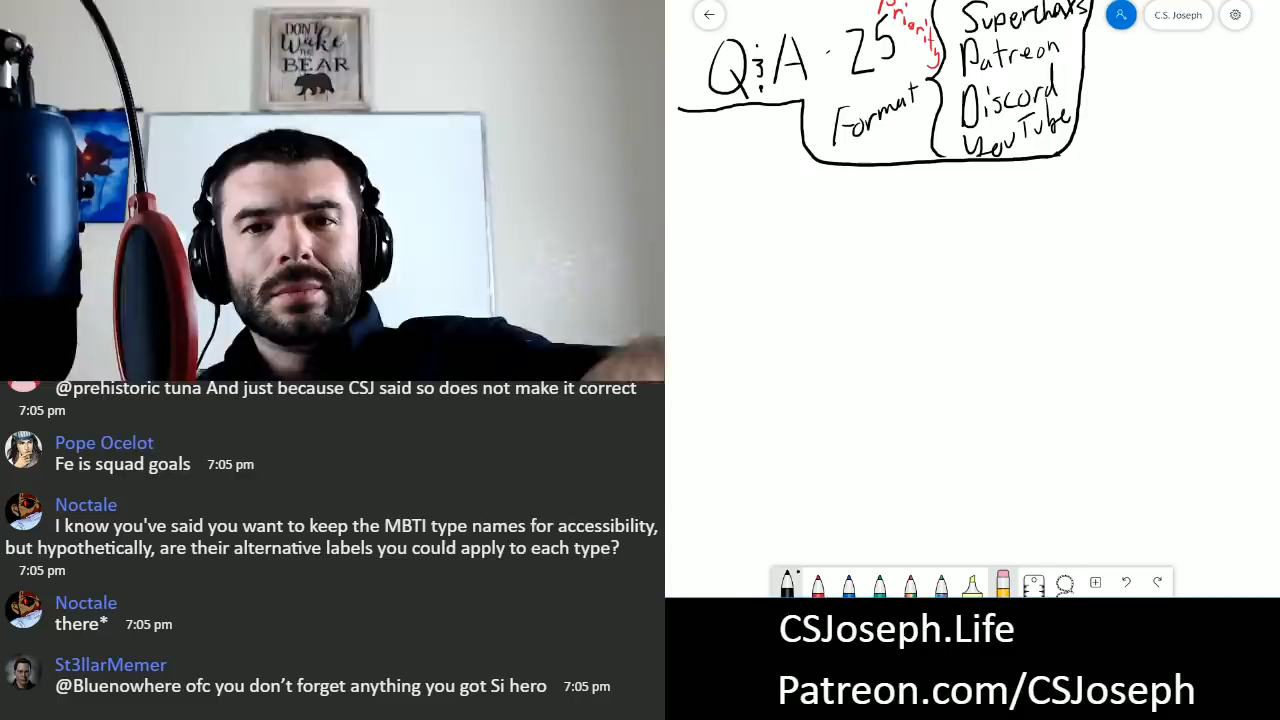 DON'T
Wake
THE
BEAR
@prehistoric tuna And just because CSJ said so does not make it correct
7:05 pm
Pope Ocelot
Fe is squad goals 7:05 pm
Noctale
I know you've said you want to keep the MBTI type names for accessibility,
but hypothetically, are their alternative labels you could apply to each type?
7:05 pm
Noctale
there* 7:05 pm
St3llarMemer
@Bluenowhere ofc you don’t forget anything you got Si hero 7:05 pm
Q&A · 25
Format
Priority
Superchats
Patreon
Discord
YouTube
C.S. Joseph
CSJoseph.Life
Patreon.com/CSJoseph